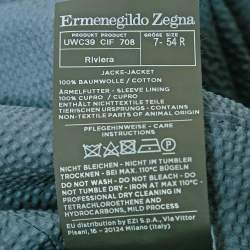 Ermenegildo Zegna
PRODUKT PRODUCT
UWC39 CIF 708
GRÖSSE SIZE
7- 54 R
Riviera
JACKE-JACKET
100% BAUMWOLLE / COTTON
ÄRMELFUTTER - SLEEVE LINING
100% CUPRO / CUPRO
ENTHÄLT NICHTTEXTILE TEILE
TIERISCHEN URSPRUNGS - CONTAINS
NON-TEXTILE PARTS OF ANIMAL ORIGIN.
PFLEGEHINWEISE - CARE
INSTRUCTIONS
NICHT BLEICHEN - NICHT IM TUMBLER
TROCKNEN - BEI MAX. 110°C BÜGELN
DO NOT WASH - DO NOT BLEACH - DO
NOT TUMBLE DRY - IRON AT MAX 110°C
PROFESSIONAL DRY CLEANING IN
TETRACHLOROETHENE AND
HYDROCARBONS, MILD PROCESS
EU distribution by EZI S.p.A., Via Vittor
Pisani, 16 - 20124 Milano (Italy)